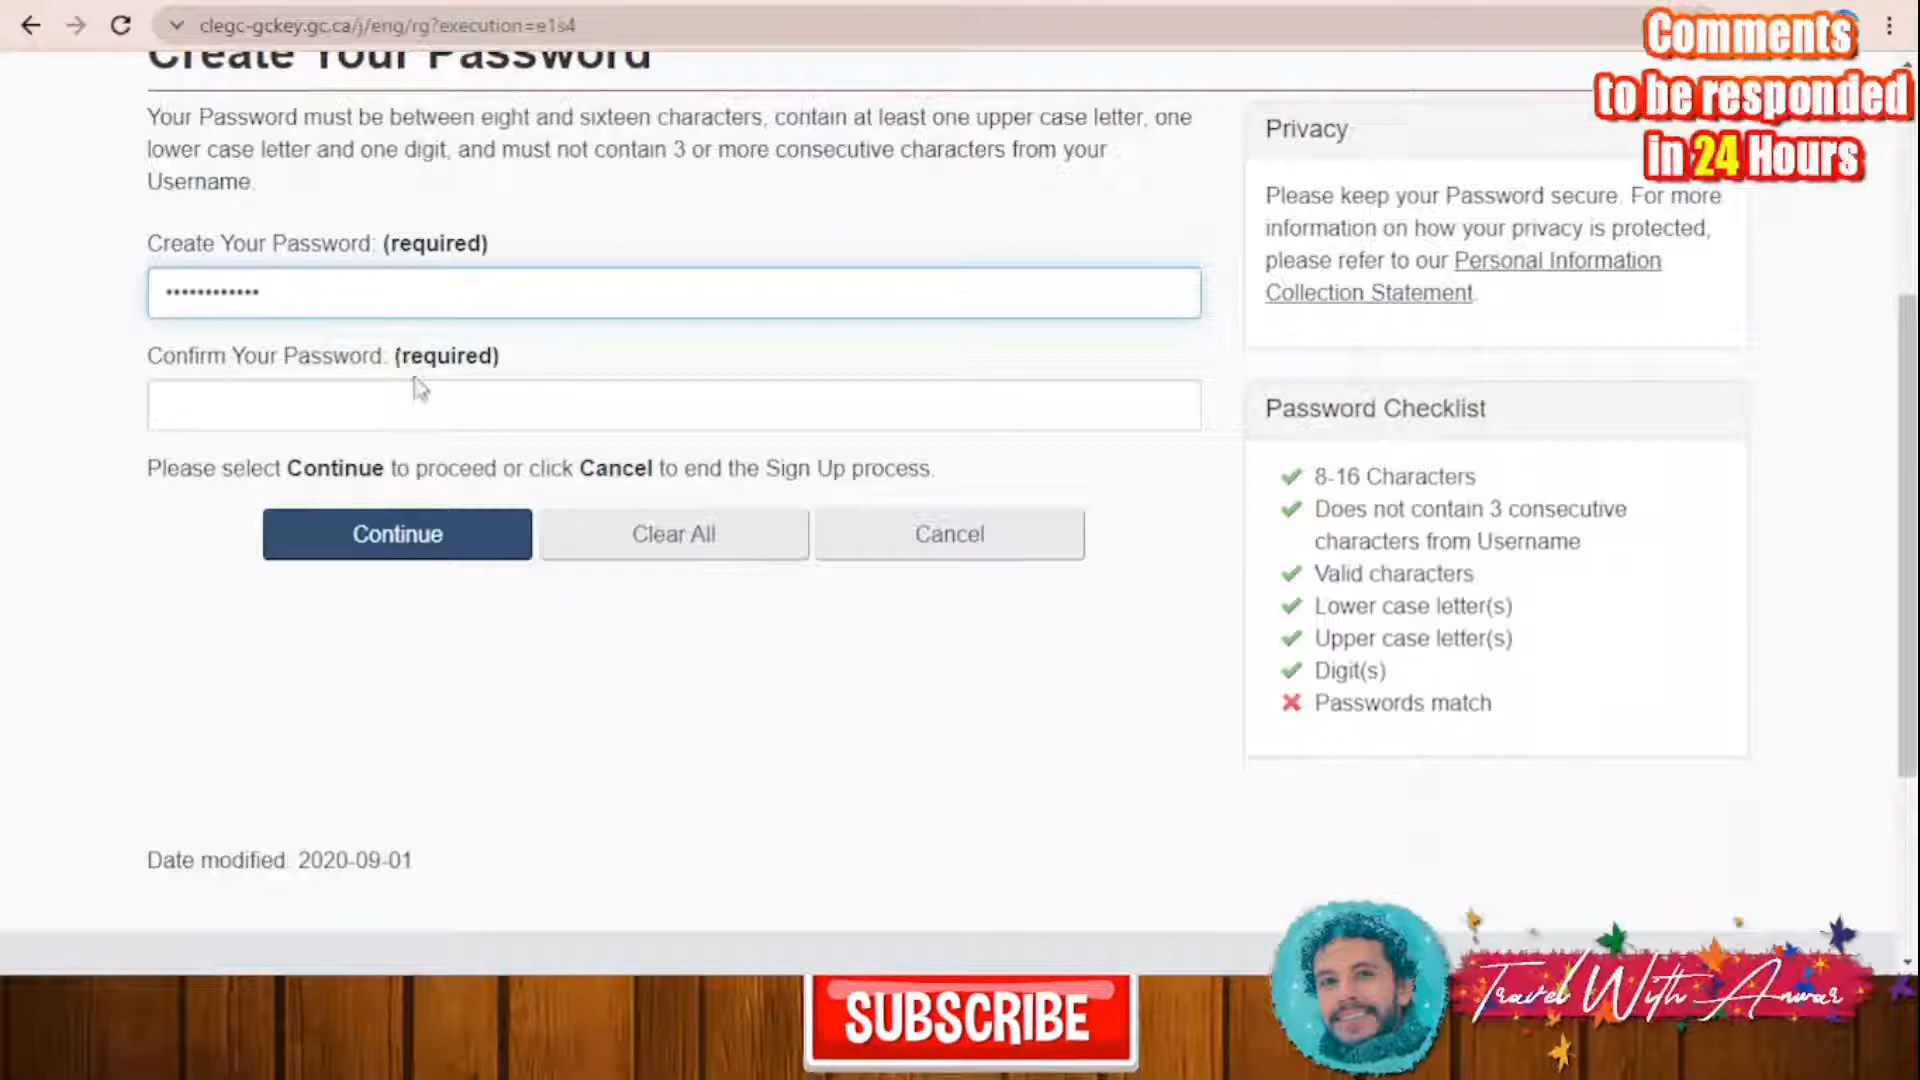 clegc-gckey.gc.ca/j/eng/rg?execution=e1s4
Comments
to be responded
in 24 Hours
Create Your Password
Your Password must be between eight and sixteen characters, contain at least one upper case letter, one
lower case letter and one digit, and must not contain 3 or more consecutive characters from your
Username.
Create Your Password: (required)
••••••••••••
Confirm Your Password: (required)
Please select Continue to proceed or click Cancel to end the Sign Up process.
Continue
Clear All
Cancel
Privacy
Please keep your Password secure. For more
information on how your privacy is protected,
please refer to our Personal Information
Collection Statement.
Password Checklist
8-16 Characters
Does not contain 3 consecutive
characters from Username
Valid characters
Lower case letter(s)
Upper case letter(s)
Digit(s)
Passwords match
Date modified: 2020-09-01
SUBSCRIBE
Travel With Anwar